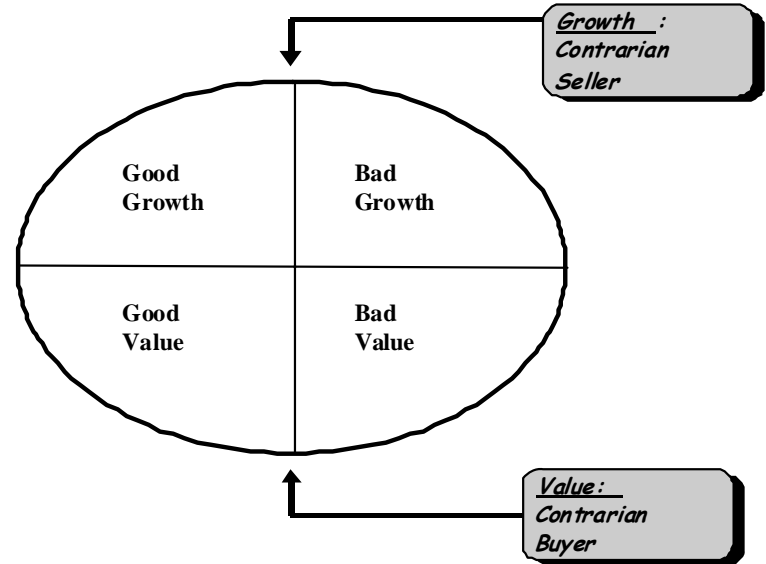 Growth :
Contrarian
Seller
Good
Growth
Bad
Growth
Good
Value
Bad
Value
Value:
Contrarian
Buyer